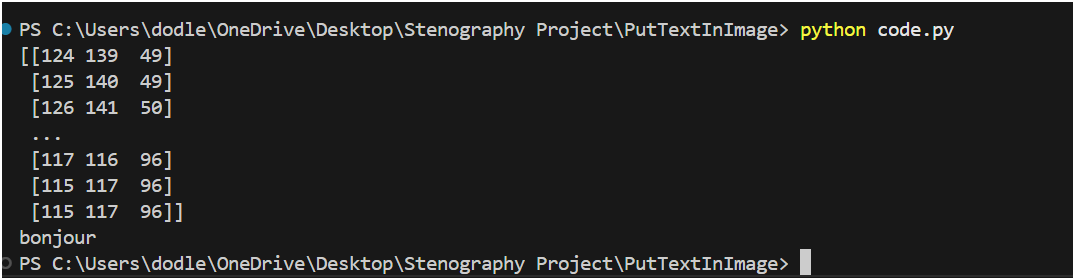 PS C:\Users\dodle\OneDrive\Desktop\Stenography Project\PutTextInImage> python code.py
[[124 139  49]
 [125 140  49]
 [126 141  50]
 ...
 [117 116  96]
 [115 117  96]
 [115 117  96]]
bonjour
PS C:\Users\dodle\OneDrive\Desktop\Stenography Project\PutTextInImage>